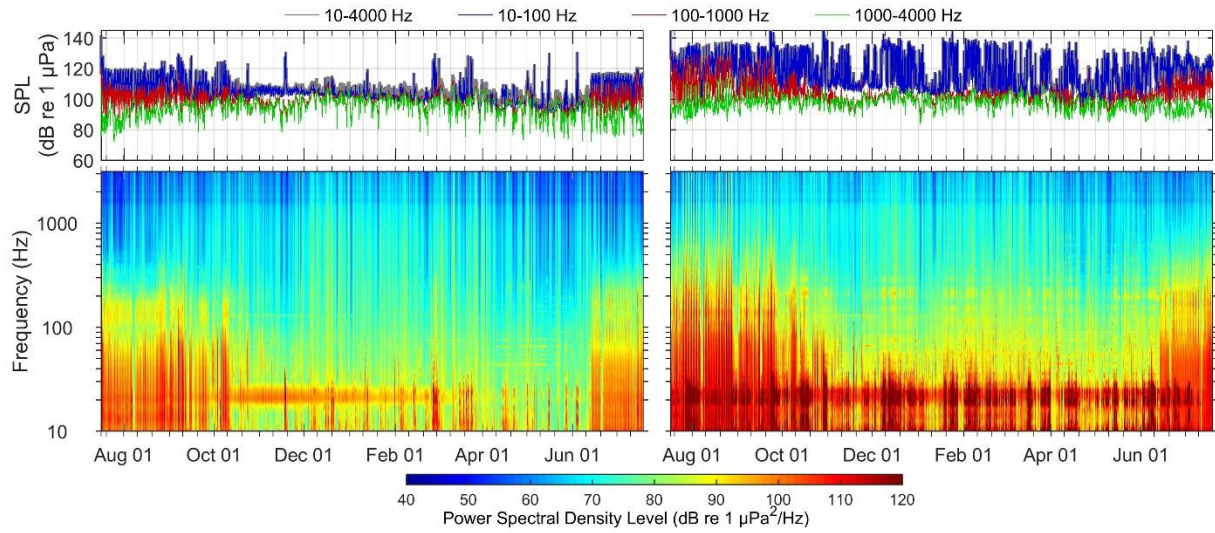 10-4000 Hz 10-100 Hz 100-1000 Hz 1000-4000 Hz
SPL
(dB re 1 µPa)
140
120
100
80
60
Frequency (Hz)
1000
100
10
Aug 01 Oct 01 Dec 01 Feb 01 Apr 01 Jun 01
Aug 01 Oct 01 Dec 01 Feb 01 Apr 01 Jun 01
40 50 60 70 80 90 100 110 120
Power Spectral Density Level (dB re 1 µPa²/Hz)